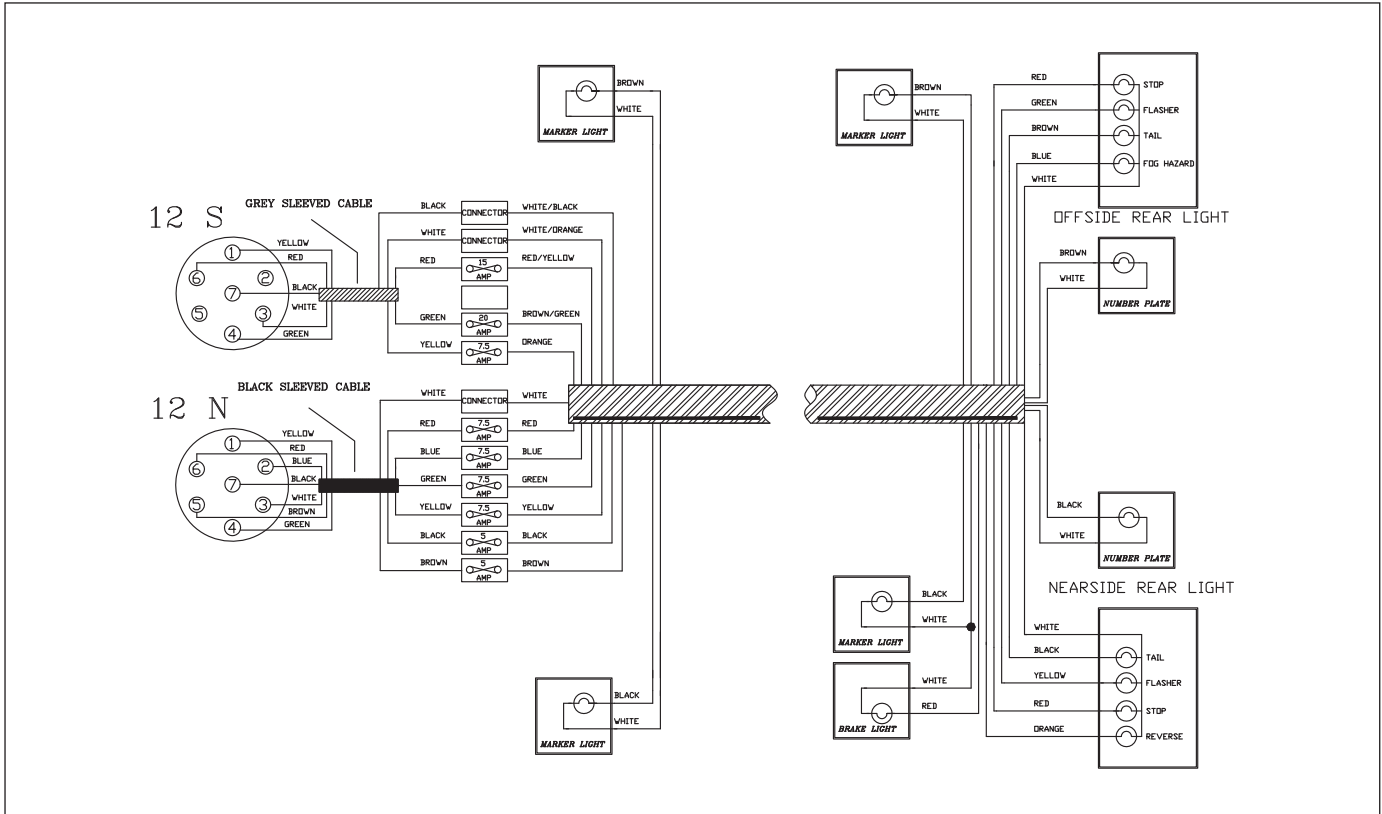 BROWN
WHITE
MARKER LIGHT
BROWN
WHITE
MARKER LIGHT
RED
STOP
GREEN
FLASHER
BROWN
TAIL
BLUE
FOG HAZARD
WHITE
OFFSIDE REAR LIGHT
12 S
GREY SLEEVED CABLE
YELLOW
RED
BLACK
WHITE
GREEN
1
6
2
7
5
3
4
BLACK
CONNECTOR
WHITE/BLACK
WHITE
CONNECTOR
WHITE/ORANGE
RED
15
AMP
RED/YELLOW
GREEN
20
AMP
BROWN/GREEN
YELLOW
7.5
AMP
ORANGE
BROWN
WHITE
NUMBER PLATE
12 N
BLACK SLEEVED CABLE
YELLOW
RED
BLUE
BLACK
WHITE
BROWN
GREEN
1
6
2
7
5
3
4
WHITE
CONNECTOR
WHITE
RED
7.5
AMP
RED
BLUE
7.5
AMP
BLUE
GREEN
7.5
AMP
GREEN
YELLOW
7.5
AMP
YELLOW
BLACK
5
AMP
BLACK
BROWN
5
AMP
BROWN
BLACK
WHITE
NUMBER PLATE
NEARSIDE REAR LIGHT
BLACK
WHITE
MARKER LIGHT
WHITE
RED
BRAKE LIGHT
BLACK
WHITE
MARKER LIGHT
WHITE
BLACK
TAIL
YELLOW
FLASHER
RED
STOP
ORANGE
REVERSE